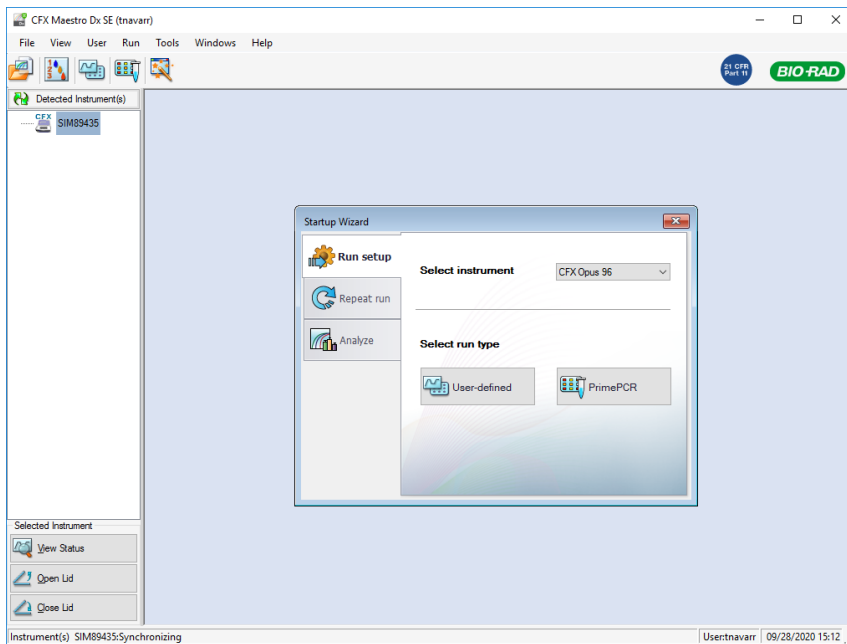 CFX Maestro Dx SE (tnavarr)
File View User Run Tools Windows Help
21 CFR
Part 11
BIO-RAD
Detected Instrument(s)
CFX
SIM89435
Startup Wizard
Run setup
Repeat run
Analyze
Select instrument
CFX Opus 96
Select run type
User-defined
PrimePCR
Selected Instrument
View Status
Open Lid
Close Lid
Instrument(s) SIM89435:Synchronizing
User:tnavarr
09/28/2020 15:12